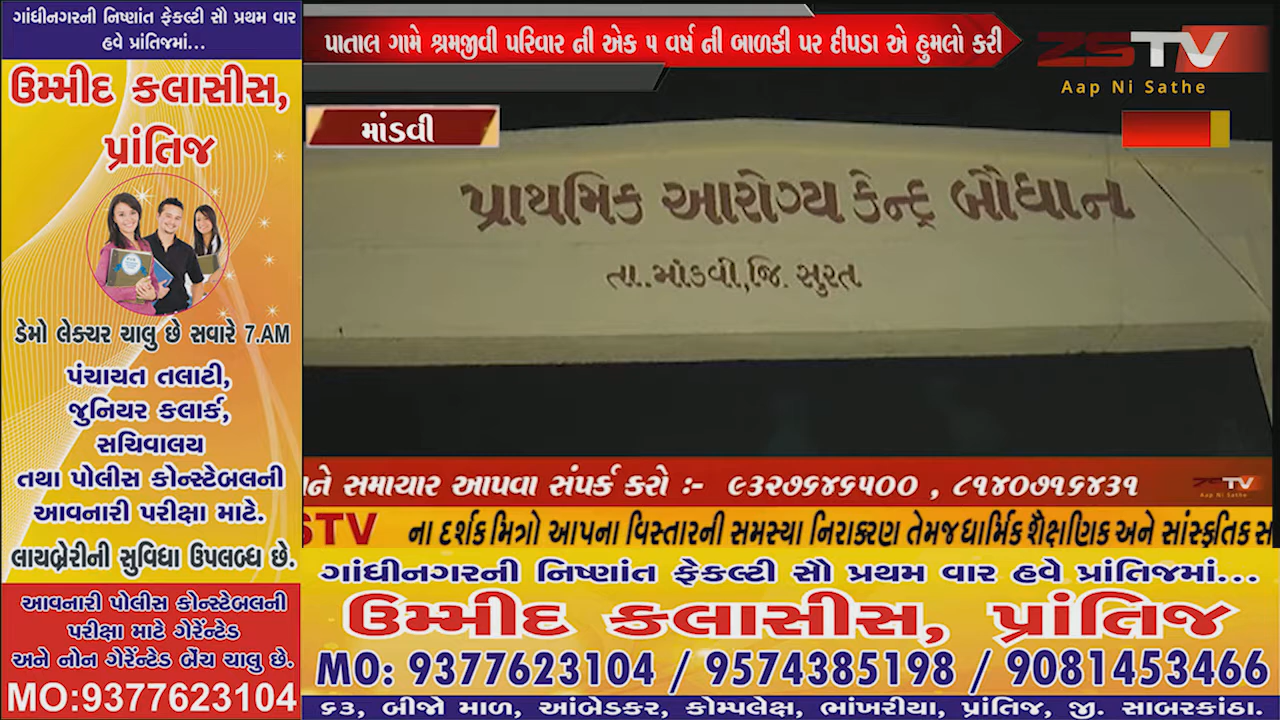 ગાંધીનગરની નિષ્ણાંત ફેકલ્ટી સૌ પ્રથમ વાર
હવે પ્રાંતિજમાં...
ઉમ્મીદ કલાસીસ,
પ્રાંતિજ
ડેમો લેક્ચર ચાલુ છે સવારે 7.AM
પંચાયત તલાટી,
જુનિયર કલાર્ક,
સચિવાલય
તથા પોલીસ કોન્સ્ટેબલની
આવનારી પરીક્ષા માટે.
લાયબ્રેરીની સુવિધા ઉપલબ્ધ છે.
આવનારી પોલીસ કોન્સ્ટેબલની
પરીક્ષા માટે ગેરેંન્ટેડ
અને નોન ગેરેંન્ટેડ બેંચ ચાલુ છે.
MO:9377623104
પાતાલ ગામે શ્રમજીવી પરિવાર ની એક ૫ વર્ષ ની બાળકી પર દીપડા એ હુમલો કરી
ZSTV
Aap Ni Sathe
માંડવી
પ્રાથમિક આરોગ્ય કેન્દ્ર બૌધાન
તા. માંડવી,જિ. સુરત
ને સમાચાર આપવા સંપર્ક કરો :- ૯૩૨૭૬૪૬૫૦૦ , ૮૧૪૦૭૧૬૪૩૧
ZSTV
Aap Ni Sathe
STV ના દર્શક મિત્રો આપના વિસ્તારની સમસ્યા નિરાકરણ તેમજ ધાર્મિક શૈક્ષણિક અને સાંસ્કૃતિક સ
ગાંધીનગરની નિષ્ણાંત ફેકલ્ટી સૌ પ્રથમ વાર હવે પ્રાંતિજમાં...
ઉમ્મીદ કલાસીસ, પ્રાંતિજ
MO: 9377623104 / 9574385198 / 9081453466
૬૩, બીજો માળ, આંબેડકર, કોમ્પલેક્ષ, ભાંખરીયા, પ્રાંતિજ, જી. સાબરકાંઠા.